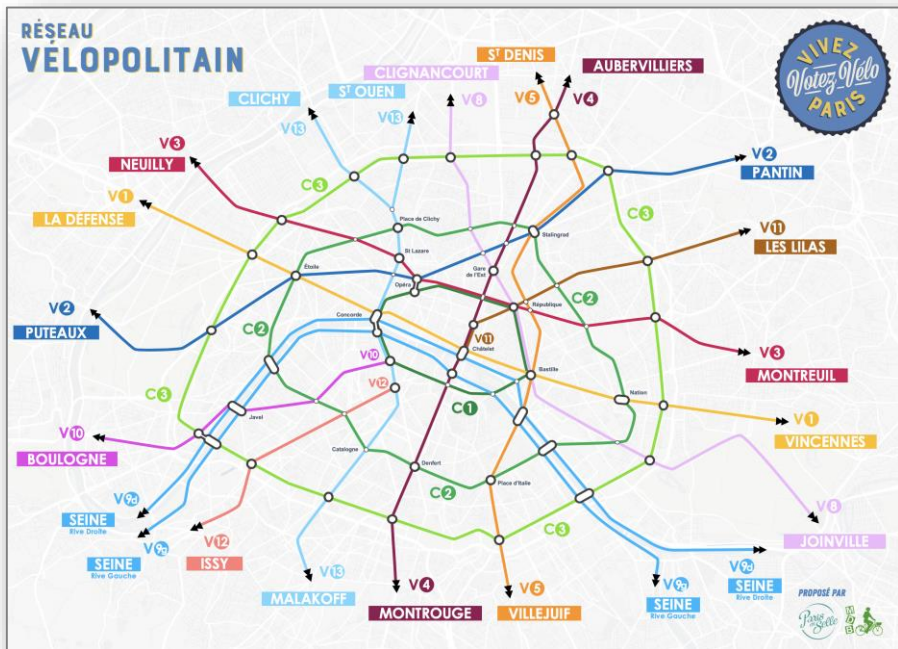 RÉSEAU
VÉLOPOLITAIN
VIVEZ
Votez Vélo
PARIS
ST DENIS
V5
AUBERVILLIERS
V4
CLIGNANCOURT
V8
ST OUEN
V13
CLICHY
V13
V3
NEUILLY
V2
PANTIN
V1
LA DÉFENSE
C3
C3
Place de Clichy
Stalingrad
V11
LES LILAS
St Lazare
Gare
de l'Est
Étoile
Opéra
C2
République
V2
PUTEAUX
Concorde
C2
V11
Châtelet
V10
Bastille
V3
MONTREUIL
V12
C3
C1
Nation
Javel
V1
VINCENNES
V10
BOULOGNE
Catalogne
Denfert
C2
Place d'Italie
V8
JOINVILLE
V9d
SEINE
Rive Droite
V9g
SEINE
Rive Gauche
V12
ISSY
C3
V13
MALAKOFF
V4
MONTROUGE
V5
VILLEJUIF
V9g
SEINE
Rive Gauche
V9d
SEINE
Rive Droite
PROPOSÉ PAR
Paris en Selle
MDB